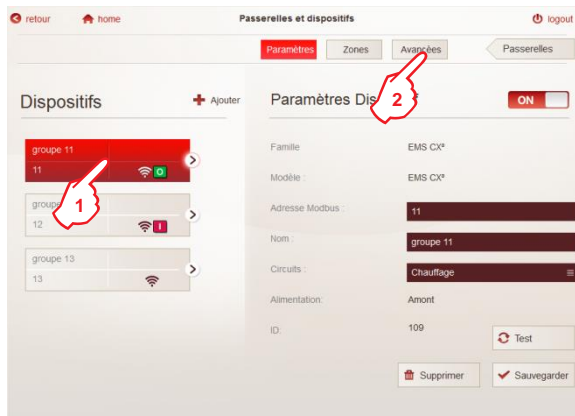 retour home Passerelles et dispositifs logout
Paramètres Zones Avancées Passerelles
Dispositifs Ajouter
groupe 11
11 O
groupe
12 I
groupe 13
13
1
Paramètres Dis
2
ON
Famille EMS CX³
Modèle : EMS CX³
Adresse Modbus : 11
Nom : groupe 11
Circuits : Chauffage
Alimentation: Amont
ID: 109
Test
Supprimer Sauvegarder